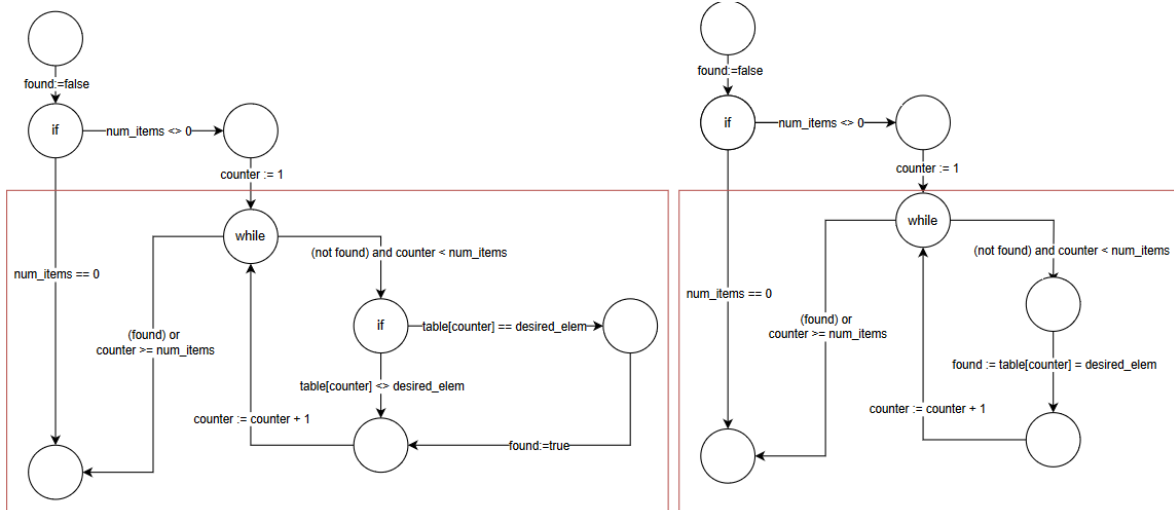 found:=false
if
num_items <> 0
counter := 1
while
(not found) and counter < num_items
num_items == 0
(found) or
counter >= num_items
if
table[counter] == desired_elem
table[counter] <> desired_elem
counter := counter + 1
found:=true
found:=false
if
num_items <> 0
counter := 1
while
(not found) and counter < num_items
num_items == 0
(found) or
counter >= num_items
found := table[counter] = desired_elem
counter := counter + 1